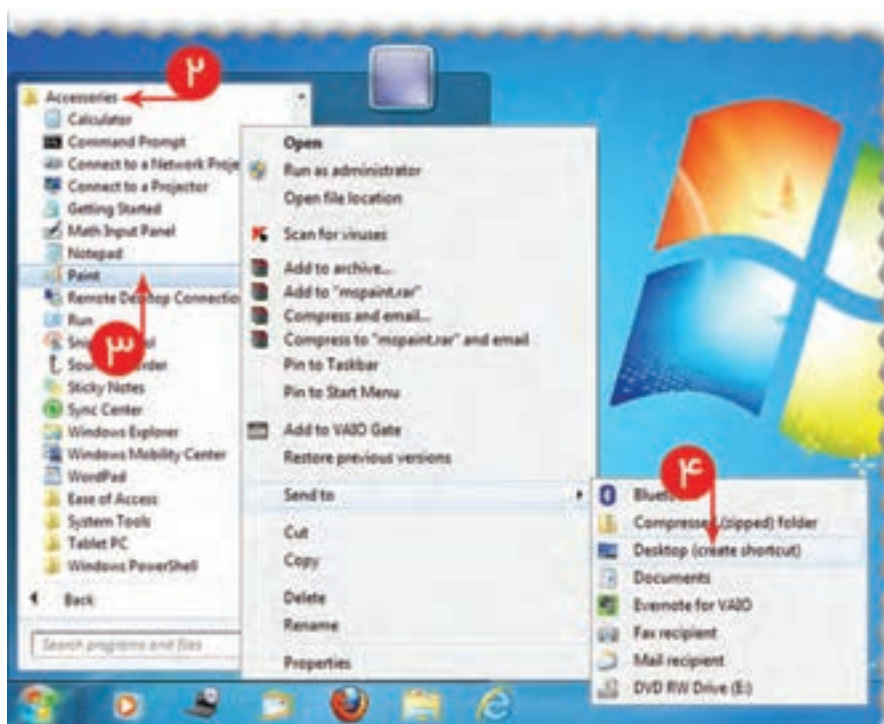 ۲
Accessories
Calculator
Command Prompt
Connect to a Network Proje
Connect to a Projector
Getting Started
Math Input Panel
Notepad
Paint
Remote Desktop Connectio
Run
۳
Sticky Notes
Sync Center
Windows Explorer
Windows Mobility Center
WordPad
Ease of Access
System Tools
Tablet PC
Windows PowerShell
Back
Search programs and files
Open
Run as administrator
Open file location
Scan for viruses
Add to archive...
Add to "mspaint.rar"
Compress and email...
Compress to "mspaint.rar" and email
Pin to Taskbar
Pin to Start Menu
Add to VAIO Gate
Restore previous versions
Send to
Cut
Copy
Delete
Rename
Properties
۴
Compressed (zipped) folder
Desktop (create shortcut)
Documents
Evernote for VAIO
Fax recipient
Mail recipient
DVD RW Drive (E:)